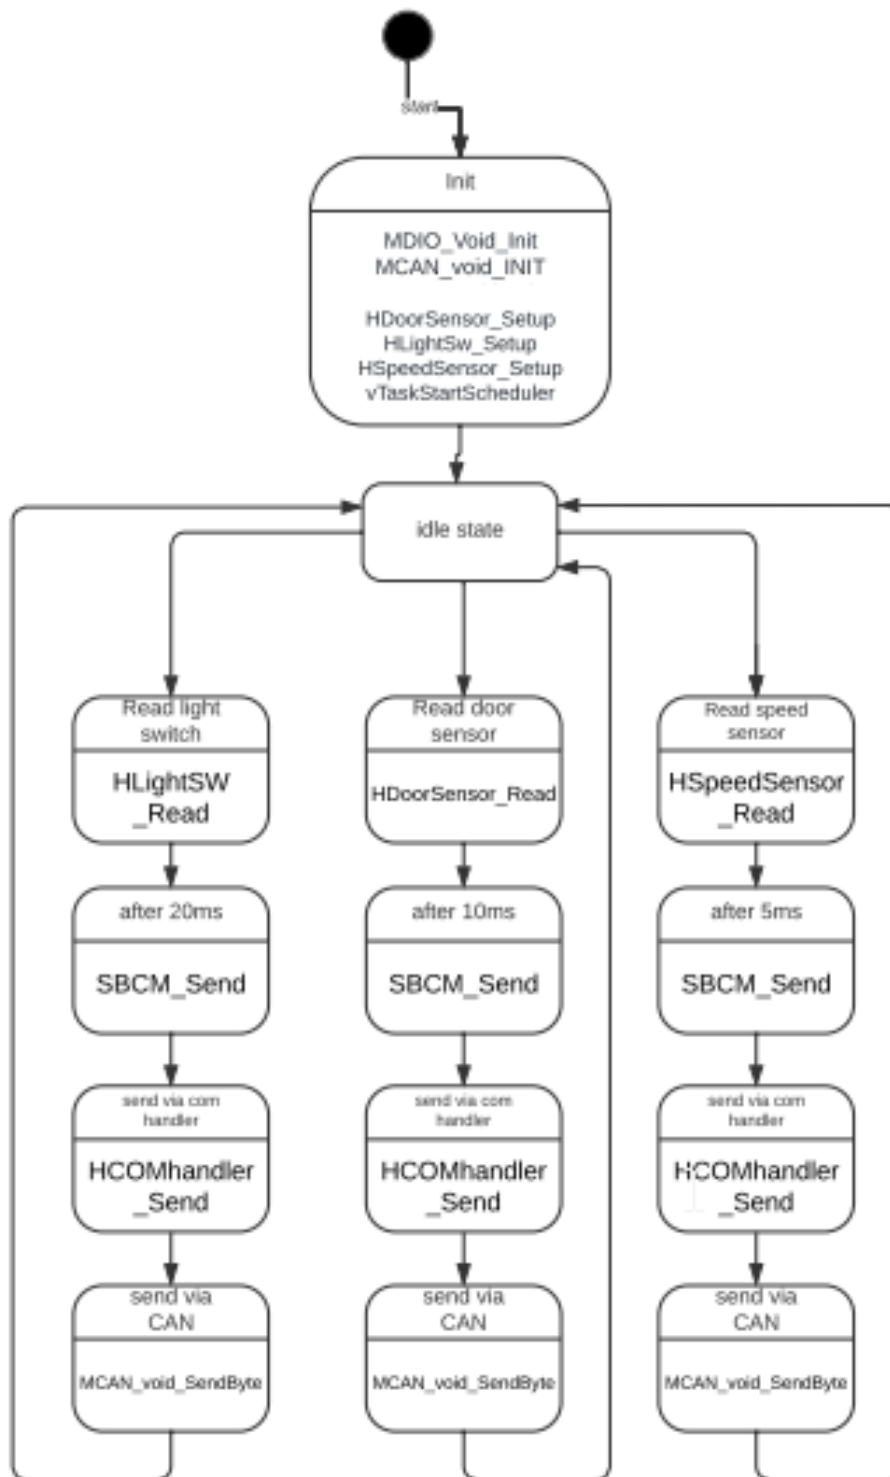 start
Init
MDIO_Void_Init
MCAN_void_INIT
HDoorSensor_Setup
HLightSw_Setup
HSpeedSensor_Setup
vTaskStartScheduler
idle state
Read light
switch
HLightSW
_Read
after 20ms
SBCM_Send
send via com
handler
HCOMhandler
_Send
send via
CAN
MCAN_void_SendByte
Read door
sensor
HDoorSensor_Read
after 10ms
SBCM_Send
send via com
handler
HCOMhandler
_Send
send via
CAN
MCAN_void_SendByte
Read speed
sensor
HSpeedSensor
_Read
after 5ms
SBCM_Send
send via com
handler
HCOMhandler
_Send
send via
CAN
MCAN_void_SendByte